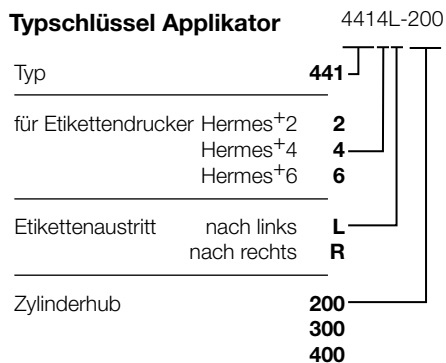 Typschlüssel Applikator 4414L-200
Typ 441
für Etikettendrucker Hermes+2 2
Hermes+4 4
Hermes+6 6
Etikettenaustritt nach links L
nach rechts R
Zylinderhub 200
300
400